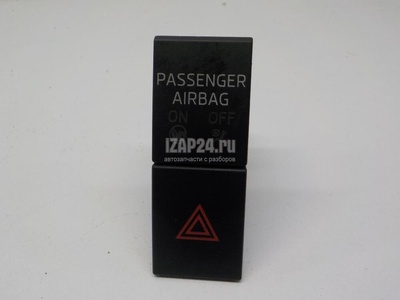 PASSENGER
AIRBAG
ON OFF
iZAP24.ru
автозапчасти с разборов